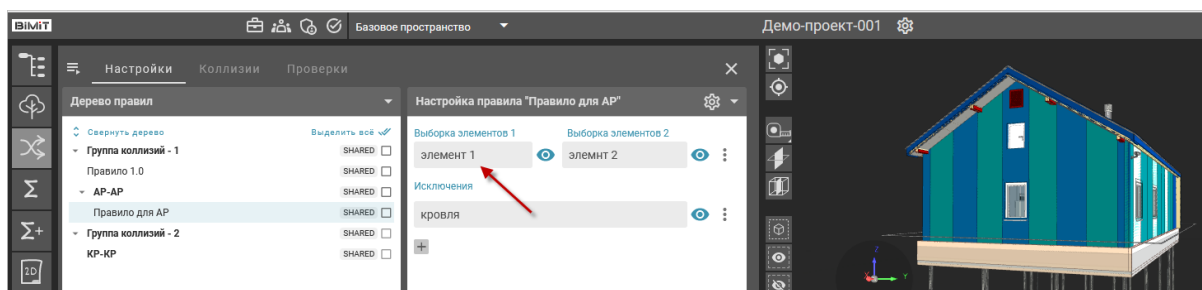 BIMIT Базовое пространство Демо-проект-001
Настройки Коллизии Проверки
Дерево правил
Свернуть дерево Выделить всё
Группа коллизий - 1 SHARED
Правило 1.0 SHARED
АР-АР SHARED
Правило для АР SHARED
Группа коллизий - 2 SHARED
КР-КР SHARED
Настройка правила "Правило для АР"
Выборка элементов 1 Выборка элементов 2
элемент 1 элемнт 2
Исключения
кровля
+
Σ
Σ+
2D
Z
X Y